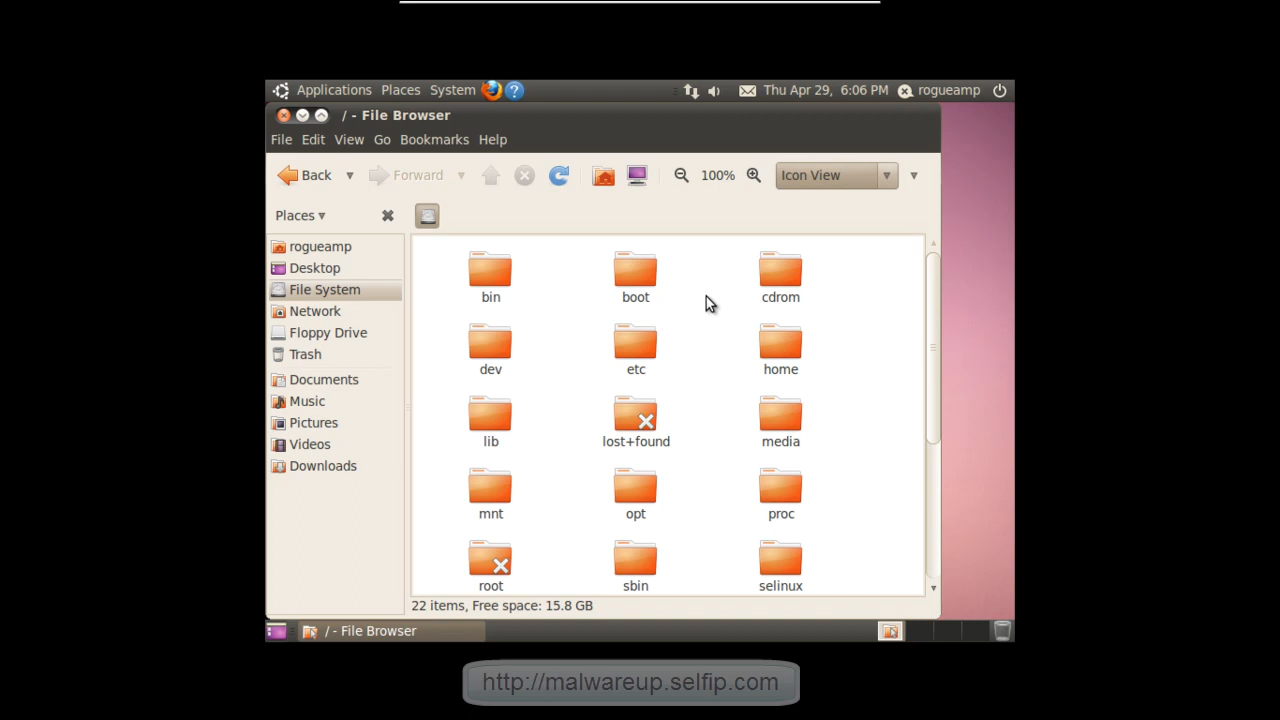 Applications Places System Thu Apr 29, 6:06 PM rogueamp
/ - File Browser
File Edit View Go Bookmarks Help
Back Forward 100% Icon View
Places
rogueamp
Desktop
File System
Network
Floppy Drive
Trash
Documents
Music
Pictures
Videos
Downloads
bin boot cdrom
dev etc home
lib lost+found media
mnt opt proc
root sbin selinux
22 items, Free space: 15.8 GB
/ - File Browser
http://malwareup.selfip.com